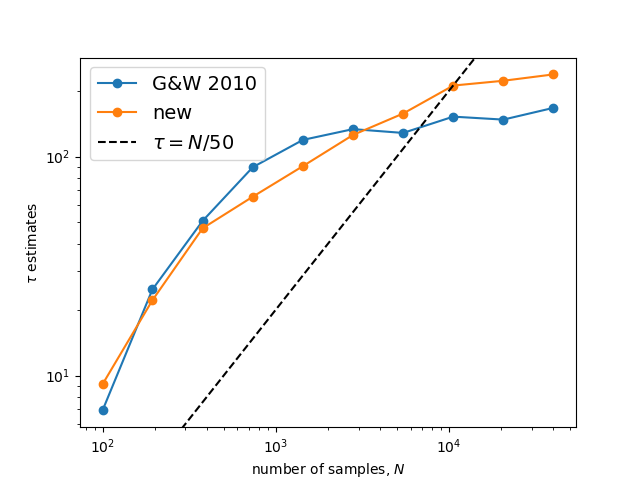 G&W 2010
new
τ = N/50
10²
10¹
τ estimates
10²
10³
10⁴
number of samples, N